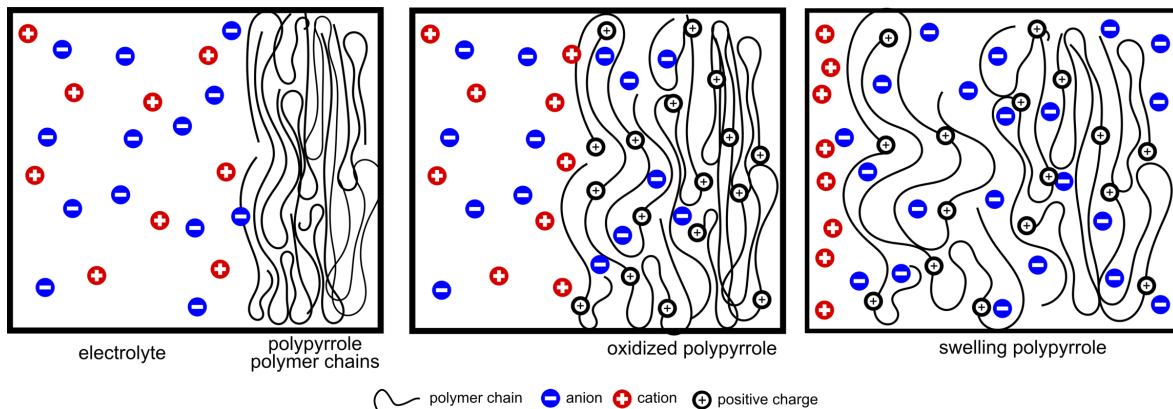 electrolyte
polypyrrole
polymer chains
oxidized polypyrrole
swelling polypyrrole
polymer chain
anion
cation
positive charge